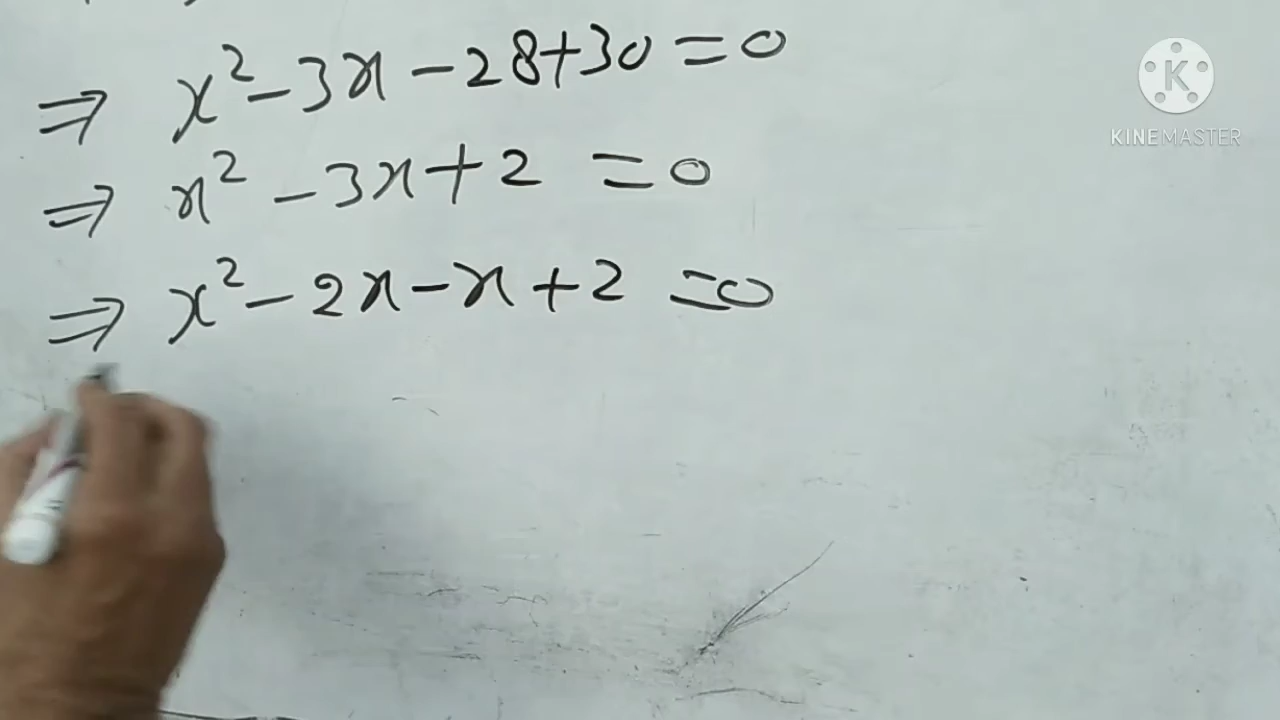 ⇒ x² - 3x - 28 + 30 = 0
⇒ x² - 3x + 2 = 0
⇒ x² - 2x - x + 2 = 0
KINEMASTER